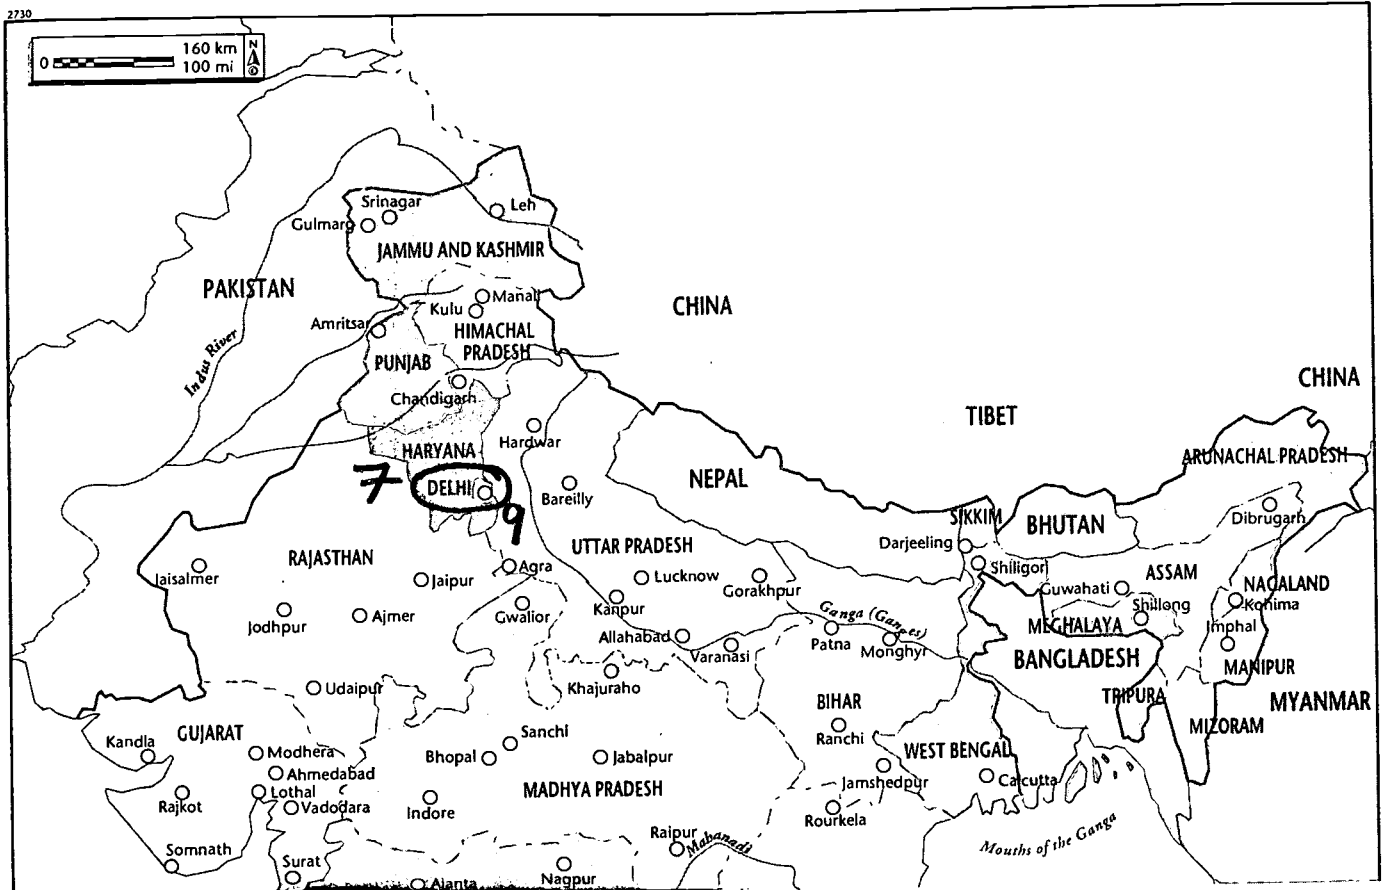 2730
160 km
0
100 mi
N
Srinagar
Leh
Gulmarg
JAMMU AND KASHMIR
PAKISTAN
Manali
Kulu
CHINA
Amritsar
HIMACHAL
PRADESH
Indus River
PUNJAB
Chandigarh
CHINA
TIBET
Hardwar
HARYANA
ARUNACHAL PRADESH
7
DELHI
NEPAL
Bareilly
9
SIKKIM
BHUTAN
Dibrugarh
Darjeeling
RAJASTHAN
UTTAR PRADESH
Agra
Shiligori
Jaisalmer
Jaipur
Lucknow
Gorakhpur
ASSAM
NAGALAND
Guwahati
Kohima
Shillong
Jodhpur
Ajmer
Gwalior
Kanpur
Ganga (Ganges)
MEGHALAYA
Imphal
Allahabad
Varanasi
Patna
Monghyr
BANGLADESH
MANIPUR
Udaipur
Khajuraho
TRIPURA
MYANMAR
BIHAR
MIZORAM
GUJARAT
Kandla
Modhera
Sanchi
Ranchi
WEST BENGAL
Bhopal
Jabalpur
Ahmedabad
Jamshedpur
Calcutta
Lothal
MADHYA PRADESH
Rajkot
Vadodara
Indore
Rourkela
Raipur
Mahanadi
Mouths of the Ganga
Somnath
Surat
Ajanta
Nagpur